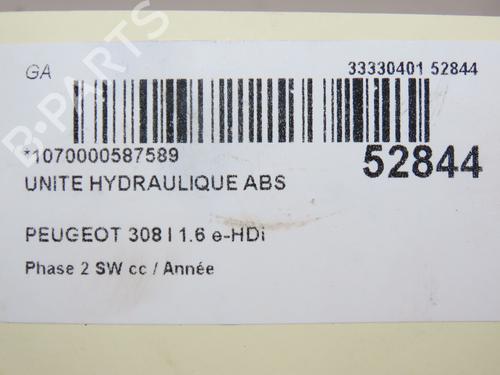 GA
33330401 52844
*1070000587589
52844
UNITE HYDRAULIQUE ABS
PEUGEOT 308 I 1.6 e-HDi
Phase 2 SW cc / Année
B-PARTS